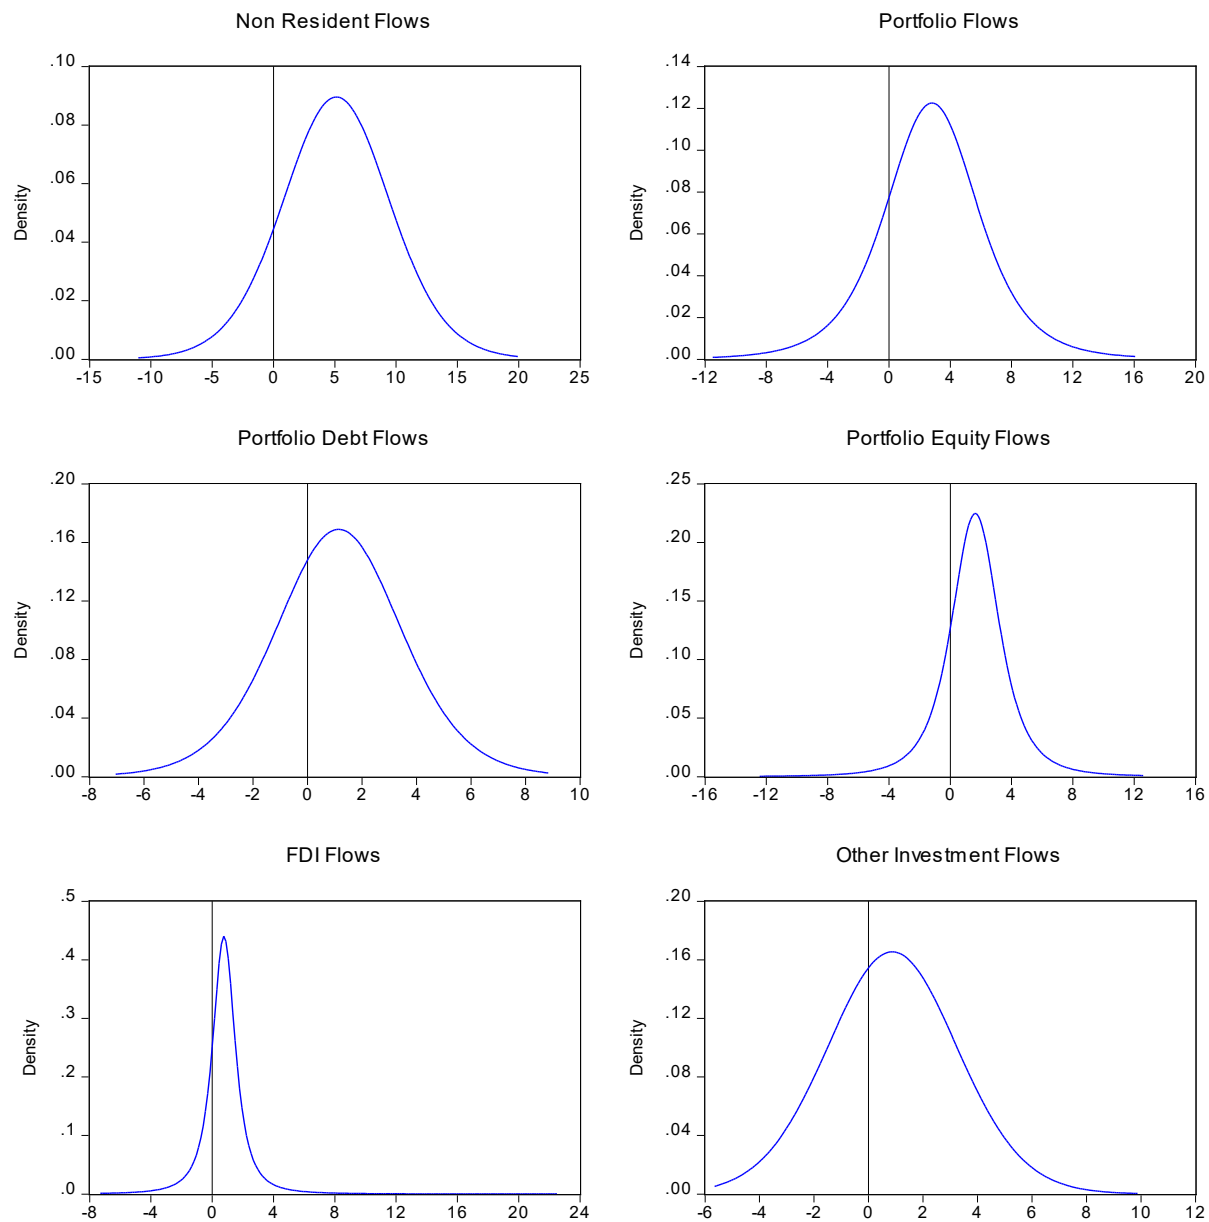 Non Resident Flows
.10
.08
.06
.04
.02
.00
Density
-15 -10 -5 0 5 10 15 20 25
Portfolio Flows
.14
.12
.10
.08
.06
.04
.02
.00
Density
-12 -8 -4 0 4 8 12 16 20
Portfolio Debt Flows
.20
.16
.12
.08
.04
.00
Density
-8 -6 -4 -2 0 2 4 6 8 10
Portfolio Equity Flows
.25
.20
.15
.10
.05
.00
Density
-16 -12 -8 -4 0 4 8 12 16
FDI Flows
.5
.4
.3
.2
.1
.0
Density
-8 -4 0 4 8 12 16 20 24
Other Investment Flows
.20
.16
.12
.08
.04
.00
Density
-6 -4 -2 0 2 4 6 8 10 12